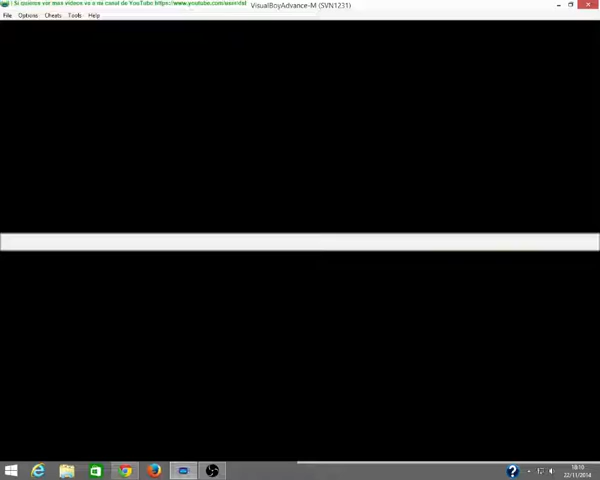 Si quieres ver mas videos ve a mi canal de YouTube https://www.youtube.com/user/
VisualBoyAdvance-M (SVN1231)
File Options Cheats Tools Help
18:10
22/11/2014